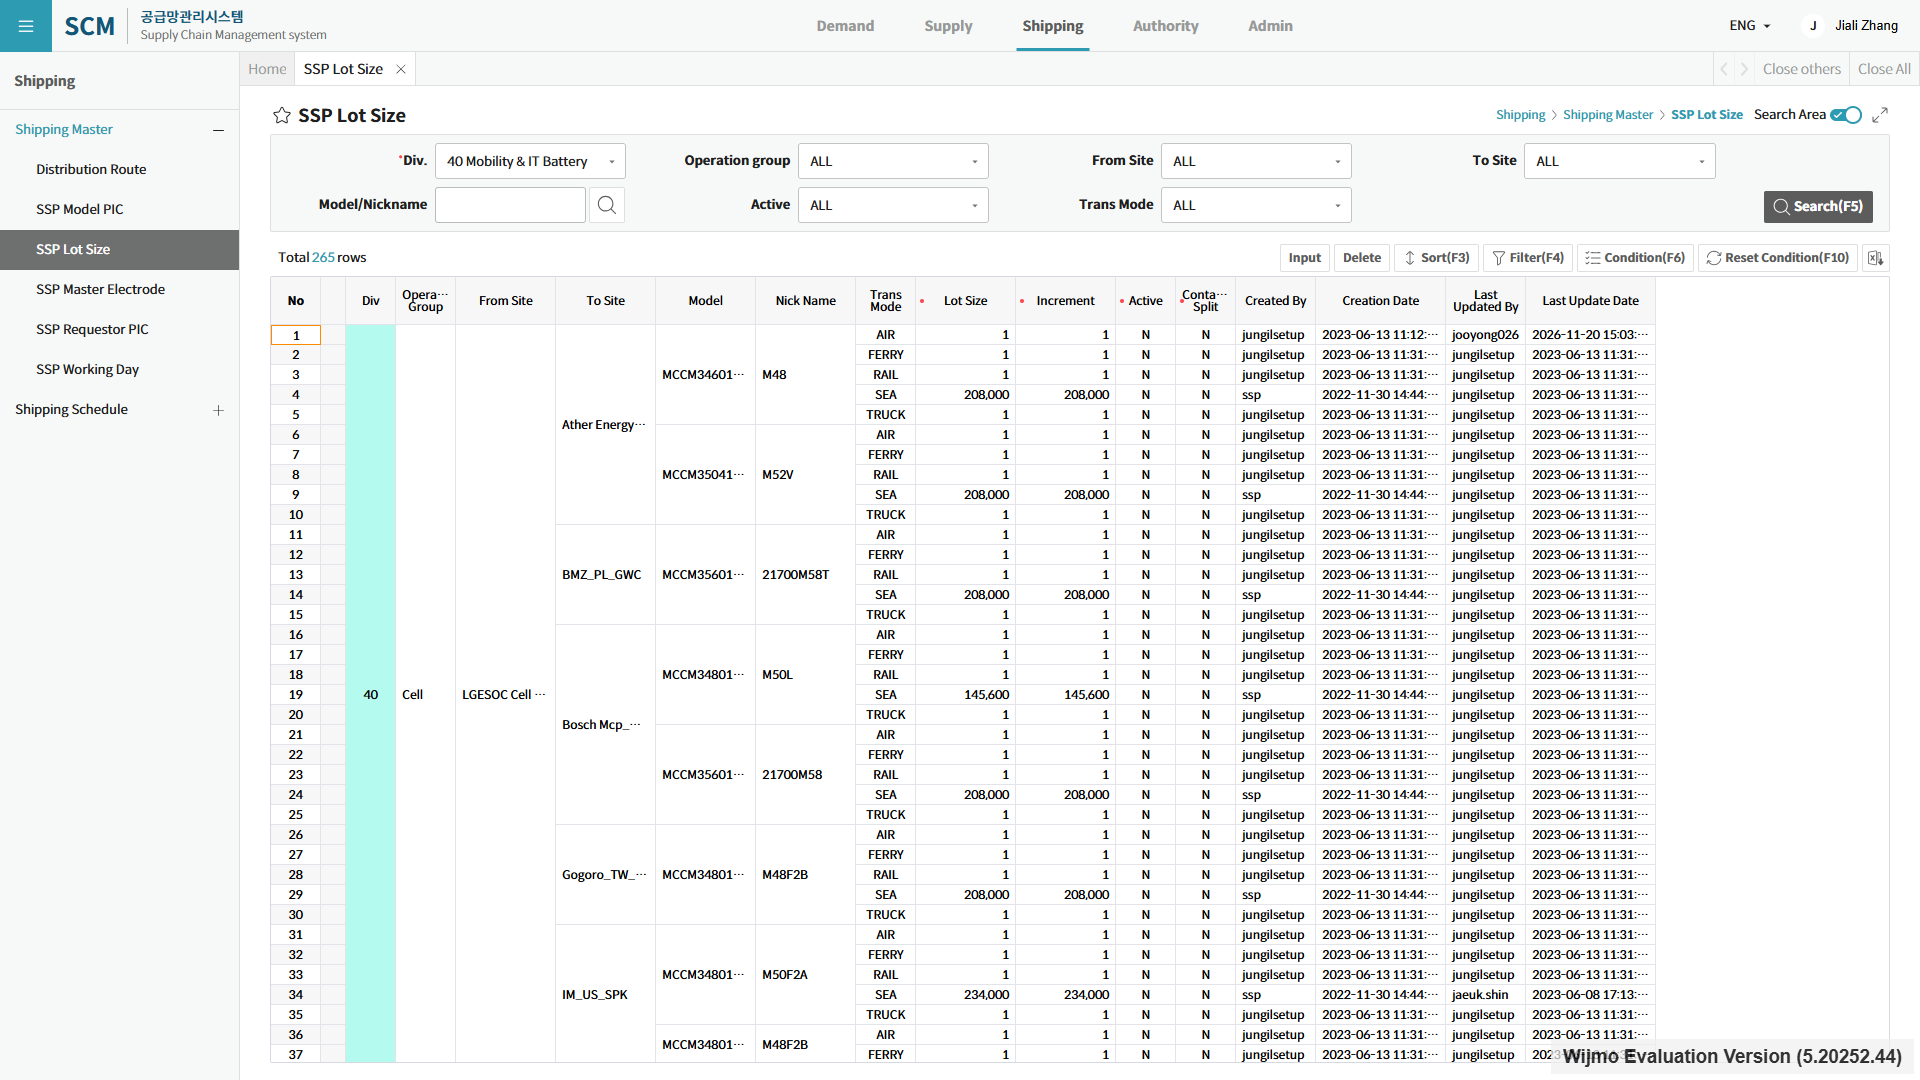 SCM 공급망관리시스템 Supply Chain Management system
Demand Supply Shipping Authority Admin
ENG J Jiali Zhang
Shipping
Home SSP Lot Size Close others Close All
Shipping Master
Distribution Route
SSP Model PIC
SSP Lot Size
SSP Master Electrode
SSP Requestor PIC
SSP Working Day
Shipping Schedule
SSP Lot Size
Shipping > Shipping Master > SSP Lot Size Search Area
*Div. 40 Mobility & IT Battery Operation group ALL From Site ALL To Site ALL
Model/Nickname Active ALL Trans Mode ALL Search(F5)
Total 265 rows
Input Delete Sort(F3) Filter(F4) Condition(F6) Reset Condition(F10)
No Div Opera··· Group From Site To Site Model Nick Name Trans Mode Lot Size Increment Active Conta··· Split Created By Creation Date Last Updated By Last Update Date
40 Cell LGESOC Cell ···
Ather Energy···
MCCM34601··· M48
1 AIR 1 1 N N jungilsetup 2023-06-13 11:12:··· jooyong026 2026-11-20 15:03:···
2 FERRY 1 1 N N jungilsetup 2023-06-13 11:31:··· jungilsetup 2023-06-13 11:31:···
3 RAIL 1 1 N N jungilsetup 2023-06-13 11:31:··· jungilsetup 2023-06-13 11:31:···
4 SEA 208,000 208,000 N N ssp 2022-11-30 14:44:··· jungilsetup 2023-06-13 11:31:···
5 TRUCK 1 1 N N jungilsetup 2023-06-13 11:31:··· jungilsetup 2023-06-13 11:31:···
MCCM35041··· M52V
6 AIR 1 1 N N jungilsetup 2023-06-13 11:31:··· jungilsetup 2023-06-13 11:31:···
7 FERRY 1 1 N N jungilsetup 2023-06-13 11:31:··· jungilsetup 2023-06-13 11:31:···
8 RAIL 1 1 N N jungilsetup 2023-06-13 11:31:··· jungilsetup 2023-06-13 11:31:···
9 SEA 208,000 208,000 N N ssp 2022-11-30 14:44:··· jungilsetup 2023-06-13 11:31:···
10 TRUCK 1 1 N N jungilsetup 2023-06-13 11:31:··· jungilsetup 2023-06-13 11:31:···
BMZ_PL_GWC MCCM35601··· 21700M58T
11 AIR 1 1 N N jungilsetup 2023-06-13 11:31:··· jungilsetup 2023-06-13 11:31:···
12 FERRY 1 1 N N jungilsetup 2023-06-13 11:31:··· jungilsetup 2023-06-13 11:31:···
13 RAIL 1 1 N N jungilsetup 2023-06-13 11:31:··· jungilsetup 2023-06-13 11:31:···
14 SEA 208,000 208,000 N N ssp 2022-11-30 14:44:··· jungilsetup 2023-06-13 11:31:···
15 TRUCK 1 1 N N jungilsetup 2023-06-13 11:31:··· jungilsetup 2023-06-13 11:31:···
Bosch Mcp_···
MCCM34801··· M50L
16 AIR 1 1 N N jungilsetup 2023-06-13 11:31:··· jungilsetup 2023-06-13 11:31:···
17 FERRY 1 1 N N jungilsetup 2023-06-13 11:31:··· jungilsetup 2023-06-13 11:31:···
18 RAIL 1 1 N N jungilsetup 2023-06-13 11:31:··· jungilsetup 2023-06-13 11:31:···
19 SEA 145,600 145,600 N N ssp 2022-11-30 14:44:··· jungilsetup 2023-06-13 11:31:···
20 TRUCK 1 1 N N jungilsetup 2023-06-13 11:31:··· jungilsetup 2023-06-13 11:31:···
MCCM35601··· 21700M58
21 AIR 1 1 N N jungilsetup 2023-06-13 11:31:··· jungilsetup 2023-06-13 11:31:···
22 FERRY 1 1 N N jungilsetup 2023-06-13 11:31:··· jungilsetup 2023-06-13 11:31:···
23 RAIL 1 1 N N jungilsetup 2023-06-13 11:31:··· jungilsetup 2023-06-13 11:31:···
24 SEA 208,000 208,000 N N ssp 2022-11-30 14:44:··· jungilsetup 2023-06-13 11:31:···
25 TRUCK 1 1 N N jungilsetup 2023-06-13 11:31:··· jungilsetup 2023-06-13 11:31:···
Gogoro_TW_··· MCCM34801··· M48F2B
26 AIR 1 1 N N jungilsetup 2023-06-13 11:31:··· jungilsetup 2023-06-13 11:31:···
27 FERRY 1 1 N N jungilsetup 2023-06-13 11:31:··· jungilsetup 2023-06-13 11:31:···
28 RAIL 1 1 N N jungilsetup 2023-06-13 11:31:··· jungilsetup 2023-06-13 11:31:···
29 SEA 208,000 208,000 N N ssp 2022-11-30 14:44:··· jungilsetup 2023-06-13 11:31:···
30 TRUCK 1 1 N N jungilsetup 2023-06-13 11:31:··· jungilsetup 2023-06-13 11:31:···
IM_US_SPK
MCCM34801··· M50F2A
31 AIR 1 1 N N jungilsetup 2023-06-13 11:31:··· jungilsetup 2023-06-13 11:31:···
32 FERRY 1 1 N N jungilsetup 2023-06-13 11:31:··· jungilsetup 2023-06-13 11:31:···
33 RAIL 1 1 N N jungilsetup 2023-06-13 11:31:··· jungilsetup 2023-06-13 11:31:···
34 SEA 234,000 234,000 N N ssp 2022-11-30 14:44:··· jaeuk.shin 2023-06-08 17:13:···
35 TRUCK 1 1 N N jungilsetup 2023-06-13 11:31:··· jungilsetup 2023-06-13 11:31:···
MCCM34801··· M48F2B
36 AIR 1 1 N N jungilsetup 2023-06-13 11:31:··· jungilsetup 2023-06-13 11:31:···
37 FERRY 1 1 N N jungilsetup 2023-06-13 11:31:··· jungilsetup
Wijmo Evaluation Version (5.20252.44)